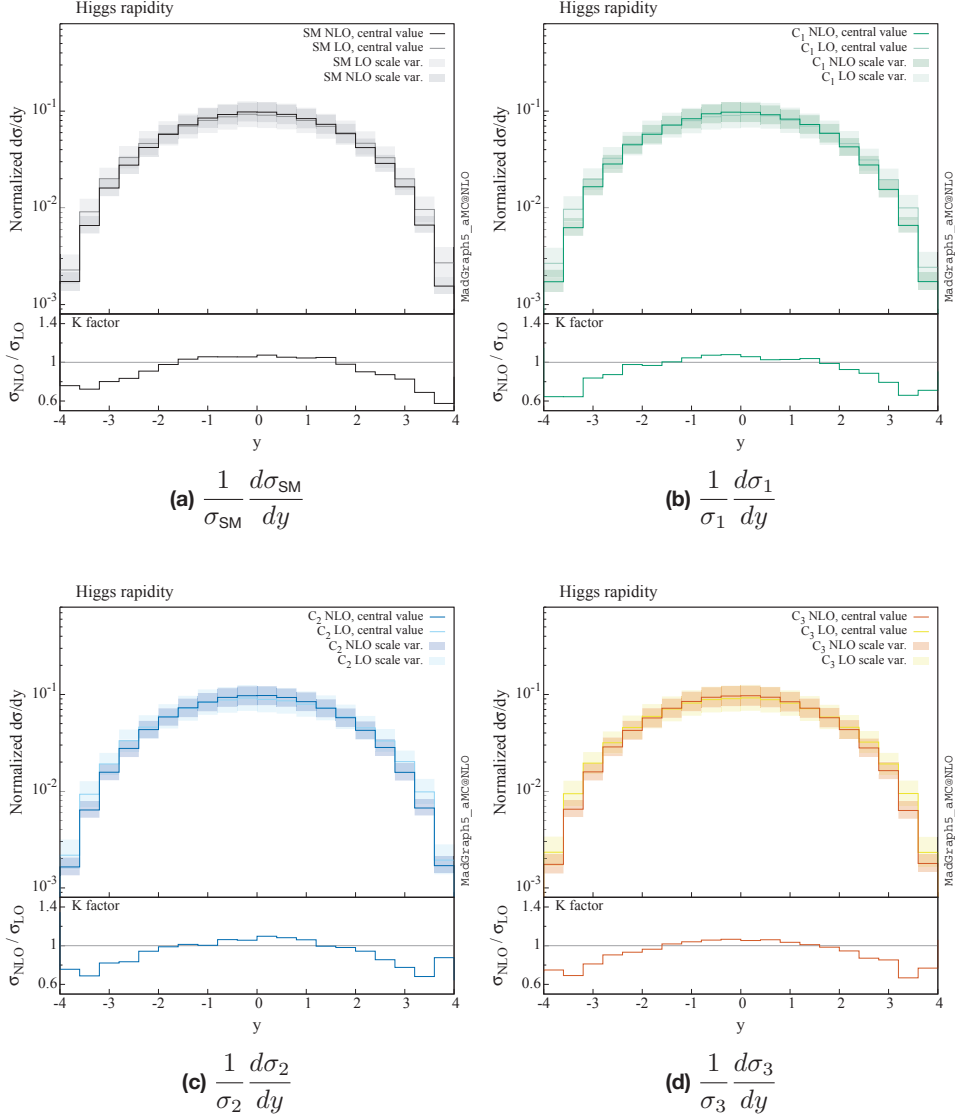 Higgs rapidity
SM NLO, central value
SM LO, central value
SM LO scale var.
SM NLO scale var.
Normalized dσ/dy
10⁻¹
10⁻²
10⁻³
MadGraph5_aMC@NLO
K factor
σ_NLO / σ_LO
1.4
1
0.6
-4 -3 -2 -1 0 1 2 3 4
y
(a) 1/σ_SM dσ_SM/dy
Higgs rapidity
C₁ NLO, central value
C₁ LO, central value
C₁ NLO scale var.
C₁ LO scale var.
Normalized dσ/dy
10⁻¹
10⁻²
10⁻³
MadGraph5_aMC@NLO
K factor
σ_NLO / σ_LO
1.4
1
0.6
-4 -3 -2 -1 0 1 2 3 4
y
(b) 1/σ₁ dσ₁/dy
Higgs rapidity
C₂ NLO, central value
C₂ LO, central value
C₂ NLO scale var.
C₂ LO scale var.
Normalized dσ/dy
10⁻¹
10⁻²
10⁻³
MadGraph5_aMC@NLO
K factor
σ_NLO / σ_LO
1.4
1
0.6
-4 -3 -2 -1 0 1 2 3 4
y
(c) 1/σ₂ dσ₂/dy
Higgs rapidity
C₃ NLO, central value
C₃ LO, central value
C₃ NLO scale var.
C₃ LO scale var.
Normalized dσ/dy
10⁻¹
10⁻²
10⁻³
MadGraph5_aMC@NLO
K factor
σ_NLO / σ_LO
1.4
1
0.6
-4 -3 -2 -1 0 1 2 3 4
y
(d) 1/σ₃ dσ₃/dy